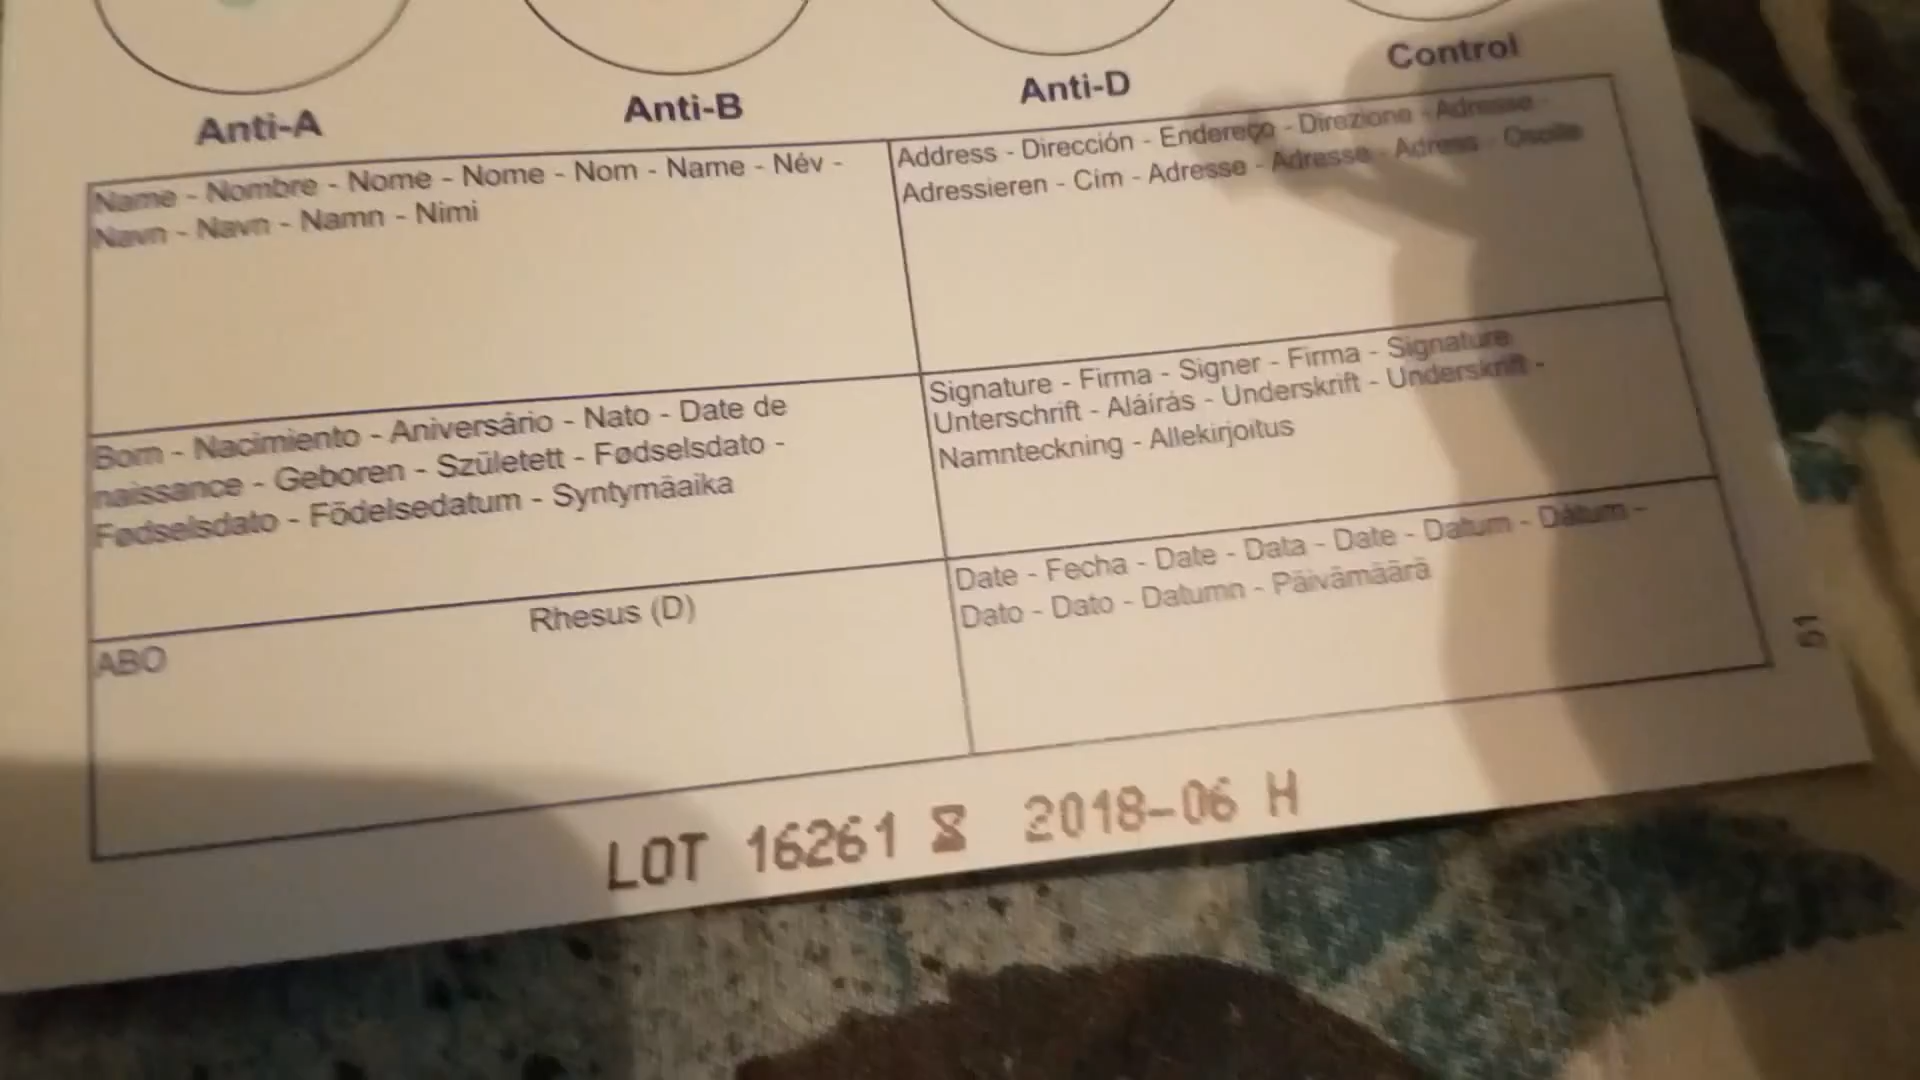 Anti-A
Anti-B
Anti-D
Control
Name - Nombre - Nome - Nome - Nom - Name - Név -
Navn - Navn - Namn - Nimi
Address - Dirección - Endereço - Direzione - Adresse -
Adressieren - Cím - Adresse - Adresse - Adress - Osoite
Born - Nacimiento - Aniversário - Nato - Date de
naissance - Geboren - Született - Fødselsdato -
Fødselsdato - Födelsedatum - Syntymäaika
Signature - Firma - Signer - Firma - Signature
Unterschrift - Aláírás - Underskrift - Underskrift -
Namnteckning - Allekirjoitus
ABO
Rhesus (D)
Date - Fecha - Date - Data - Date - Datum - Dátum -
Dato - Dato - Datumn - Päivämäärä
LOT 16261 2018-06 H